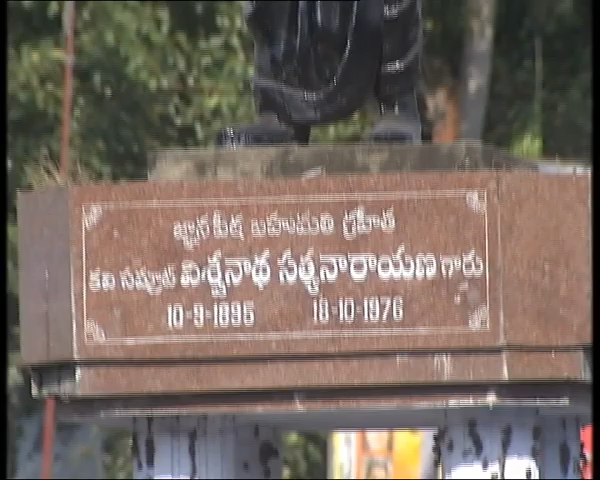 జ్ఞానపీఠ బహుమతి గ్రహీత
కవి సమ్రాట్ విశ్వనాథ సత్యనారాయణ గారు
10-9-1895 18-10-1976